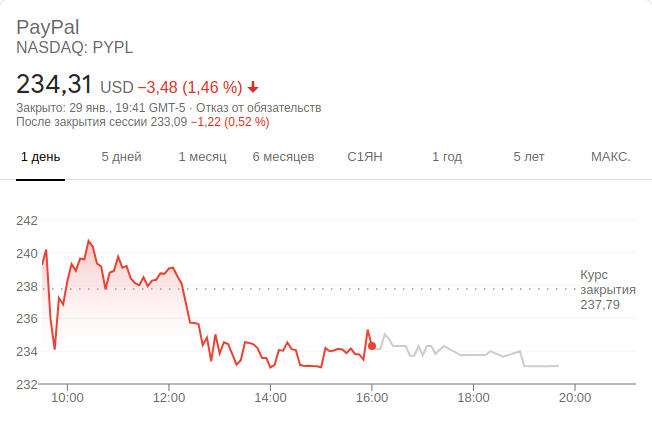 PayPal
NASDAQ: PYPL
234,31 USD −3,48 (1,46 %)
Закрыто: 29 янв., 19:41 GMT-5 · Отказ от обязательств
После закрытия сессии 233,09 −1,22 (0,52 %)
1 день 5 дней 1 месяц 6 месяцев С1ЯН 1 год 5 лет МАКС.
242
240
238
236
234
232
Курс
закрытия
237,79
10:00 12:00 14:00 16:00 18:00 20:00